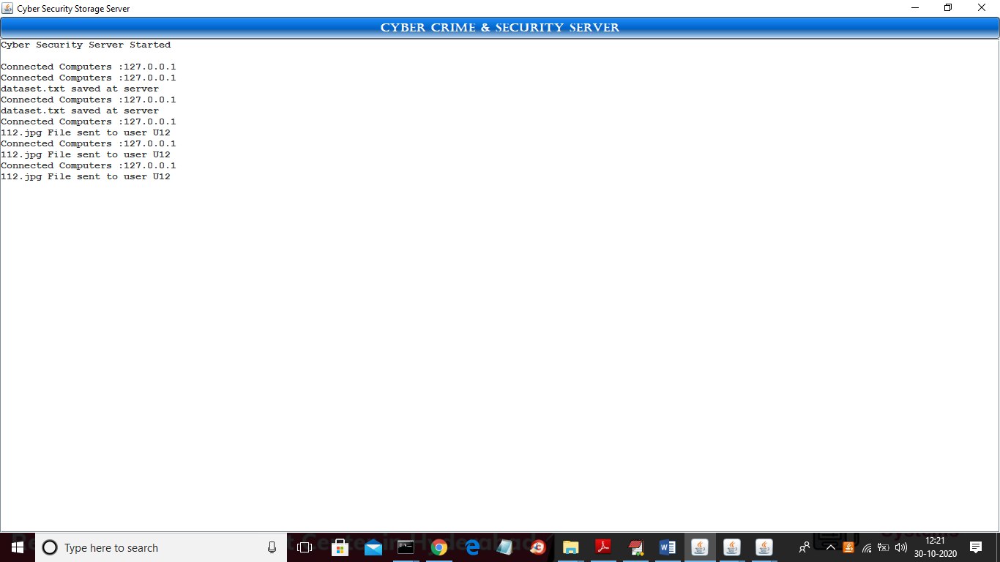 Cyber Security Storage Server
CYBER CRIME & SECURITY SERVER
Cyber Security Server Started
Connected Computers :127.0.0.1
Connected Computers :127.0.0.1
dataset.txt saved at server
Connected Computers :127.0.0.1
dataset.txt saved at server
Connected Computers :127.0.0.1
112.jpg File sent to user U12
Connected Computers :127.0.0.1
112.jpg File sent to user U12
Connected Computers :127.0.0.1
112.jpg File sent to user U12
Type here to search
12:21
30-10-2020